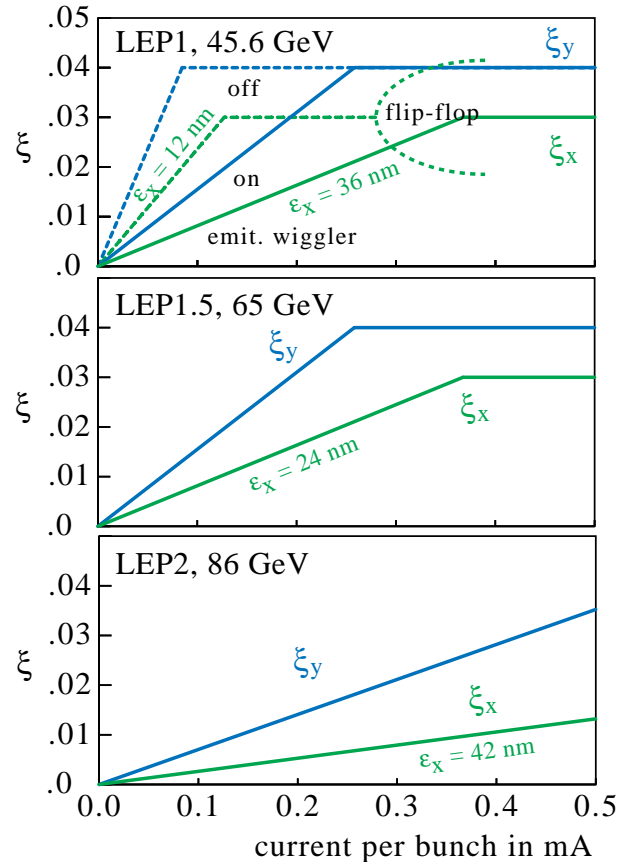 .05
LEP1, 45.6 GeV
ξy
.04
off
flip-flop
.03
ξ
εx = 12 nm
ξx
.02
on
εx = 36 nm
.01
emit. wiggler
.0
LEP1.5, 65 GeV
.04
ξy
.03
ξ
ξx
.02
εx = 24 nm
.01
.0
LEP2, 86 GeV
.04
.03
ξy
ξ
.02
ξx
.01
εx = 42 nm
.0
0.0 0.1 0.2 0.3 0.4 0.5
current per bunch in mA